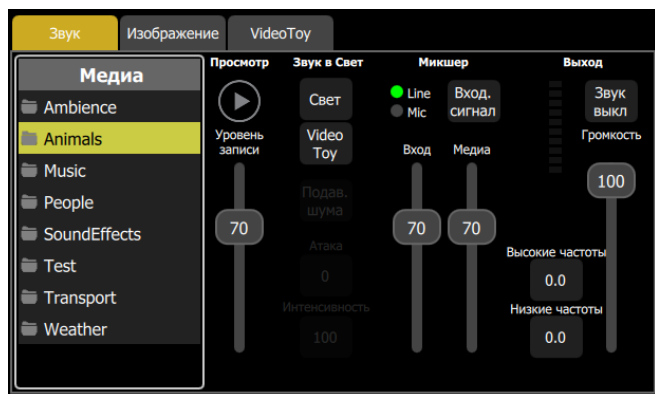 Звук
Изображение
VideoToy
Медиа
Ambience
Animals
Music
People
SoundEffects
Test
Transport
Weather
Просмотр
Уровень
записи
70
Звук в Свет
Свет
Video
Toy
Подав.
шума
Атака
0
Интенсивность
100
Микшер
Line
Mic
Вход.
сигнал
Вход
Медиа
70
70
Выход
Звук
выкл
Громкость
100
Высокие частоты
0.0
Низкие частоты
0.0